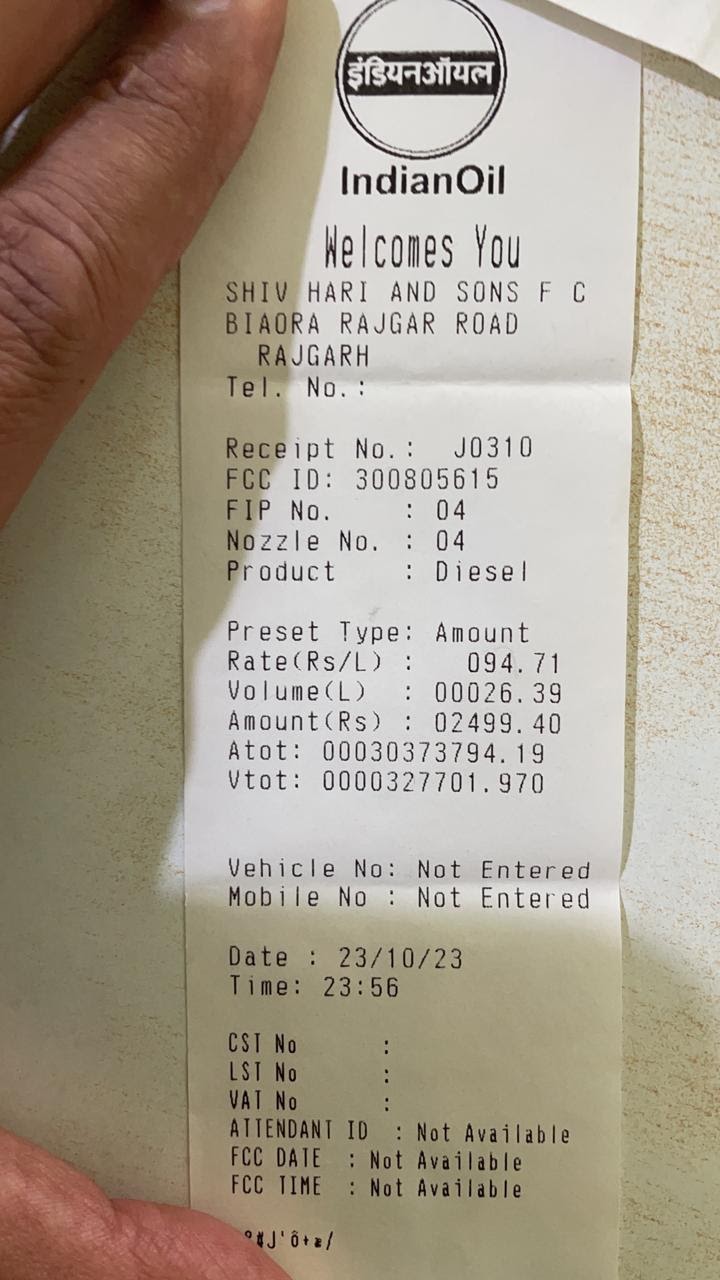 इंडियनऑयल
IndianOil
Welcomes You
SHIV HARI AND SONS F C
BIAORA RAJGAR ROAD
RAJGARH
Tel. No.:
Receipt No.: J0310
FCC ID: 300805615
FIP No. : 04
Nozzle No. : 04
Product : Diesel
Preset Type: Amount
Rate(Rs/L) : 094.71
Volume(L) : 00026.39
Amount(Rs) : 02499.40
Atot: 00030373794.19
Vtot: 0000327701.970
Vehicle No: Not Entered
Mobile No : Not Entered
Date : 23/10/23
Time: 23:56
CST No :
LST No :
VAT No :
ATTENDANT ID : Not Available
FCC DATE : Not Available
FCC TIME : Not Available